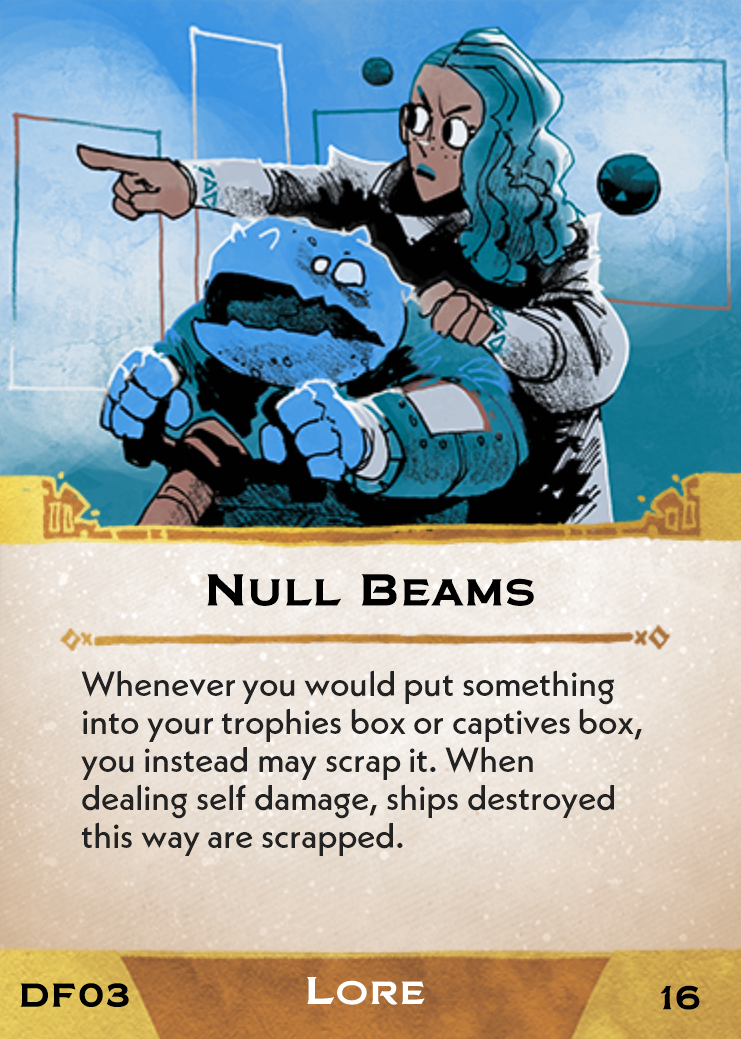 Null Beams
Whenever you would put something
into your trophies box or captives box,
you instead may scrap it. When
dealing self damage, ships destroyed
this way are scrapped.
DF03
Lore
16